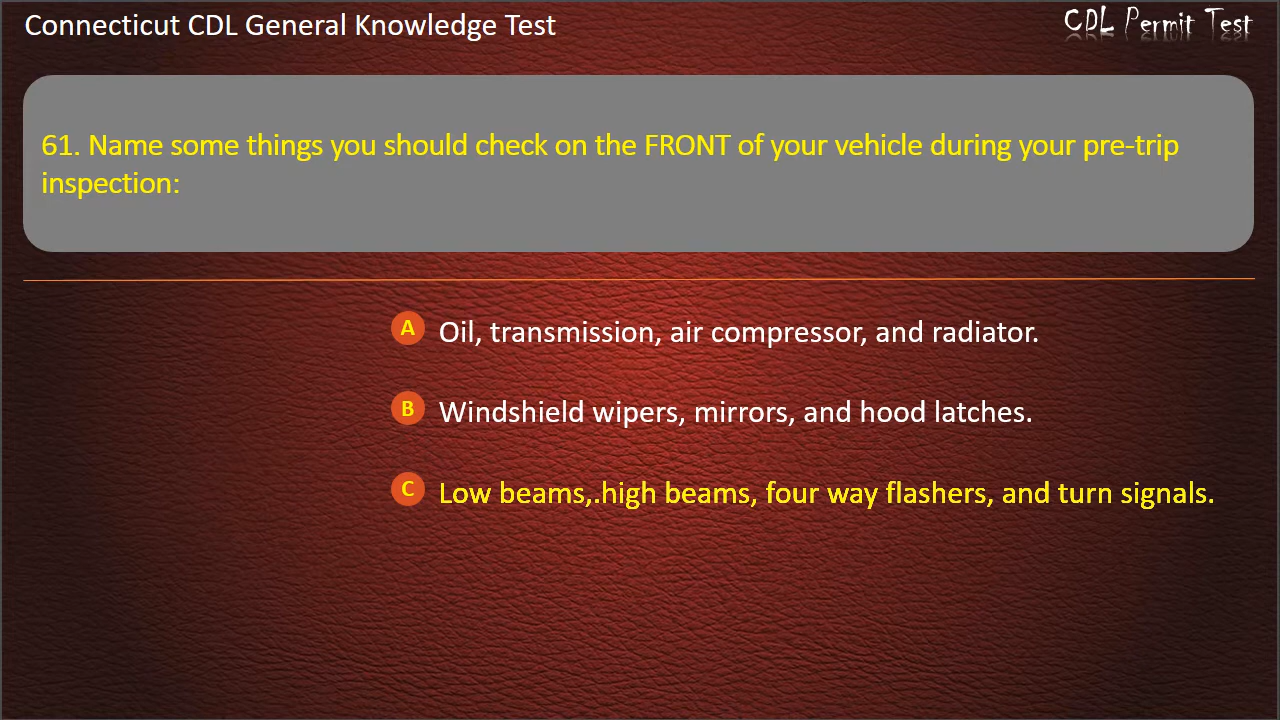 Connecticut CDL General Knowledge Test
CDL Permit Test
61. Name some things you should check on the FRONT of your vehicle during your pre-trip
inspection:
A Oil, transmission, air compressor, and radiator.
B Windshield wipers, mirrors, and hood latches.
C Low beams,.high beams, four way flashers, and turn signals.